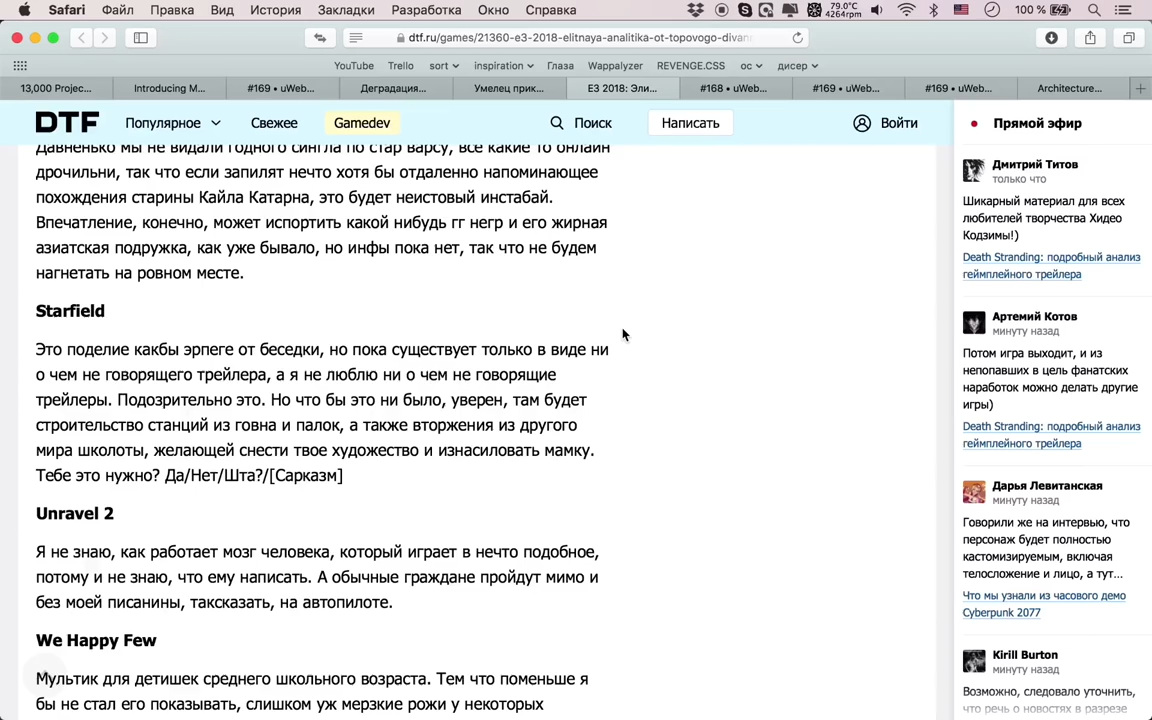 Safari Файл Правка Вид История Закладки Разработка Окно Справка 79.0°C 4264rpm 100 %
dtf.ru/games/21360-e3-2018-elitnaya-analitika-ot-topovogo-divan
YouTube Trello sort inspiration Глаза Wappalyzer REVENGE.CSS ос дисер
13,000 Projec... Introducing M... #169 • uWeb... Деградация... Умелец прик... E3 2018: Эли... #168 • uWeb... #169 • uWeb... #169 • uWeb... Architecture...
DTF Популярное Свежее Gamedev Поиск Написать Войти
Давненько мы не видали годного сингла по стар варсу, все какие то онлайн
дрочильни, так что если запилят нечто хотя бы отдаленно напоминающее
похождения старины Кайла Катарна, это будет неистовый инстабай.
Впечатление, конечно, может испортить какой нибудь гг негр и его жирная
азиатская подружка, как уже бывало, но инфы пока нет, так что не будем
нагнетать на ровном месте.
Starfield
Это поделие какбы эрпеге от беседки, но пока существует только в виде ни
о чем не говорящего трейлера, а я не люблю ни о чем не говорящие
трейлеры. Подозрительно это. Но что бы это ни было, уверен, там будет
строительство станций из говна и палок, а также вторжения из другого
мира школоты, желающей снести твое художество и изнасиловать мамку.
Тебе это нужно? Да/Нет/Шта?/[Сарказм]
Unravel 2
Я не знаю, как работает мозг человека, который играет в нечто подобное,
потому и не знаю, что ему написать. А обычные граждане пройдут мимо и
без моей писанины, таксказать, на автопилоте.
We Happy Few
Мультик для детишек среднего школьного возраста. Тем что поменьше я
бы не стал его показывать, слишком уж мерзкие рожи у некоторых
Прямой эфир
Дмитрий Титов
только что
Шикарный материал для всех
любителей творчества Хидео
Кодзимы!)
Death Stranding: подробный анализ
геймплейного трейлера
Артемий Котов
минуту назад
Потом игра выходит, и из
непопавших в цель фанатских
наработок можно делать другие
игры)
Death Stranding: подробный анализ
геймплейного трейлера
Дарья Левитанская
минуту назад
Говорили же на интервью, что
персонаж будет полностью
кастомизируемым, включая
телосложение и лицо, а тут...
Что мы узнали из часового демо
Cyberpunk 2077
Kirill Burton
минуту назад
Возможно, следовало уточнить,
что речь о новостях в разрезе